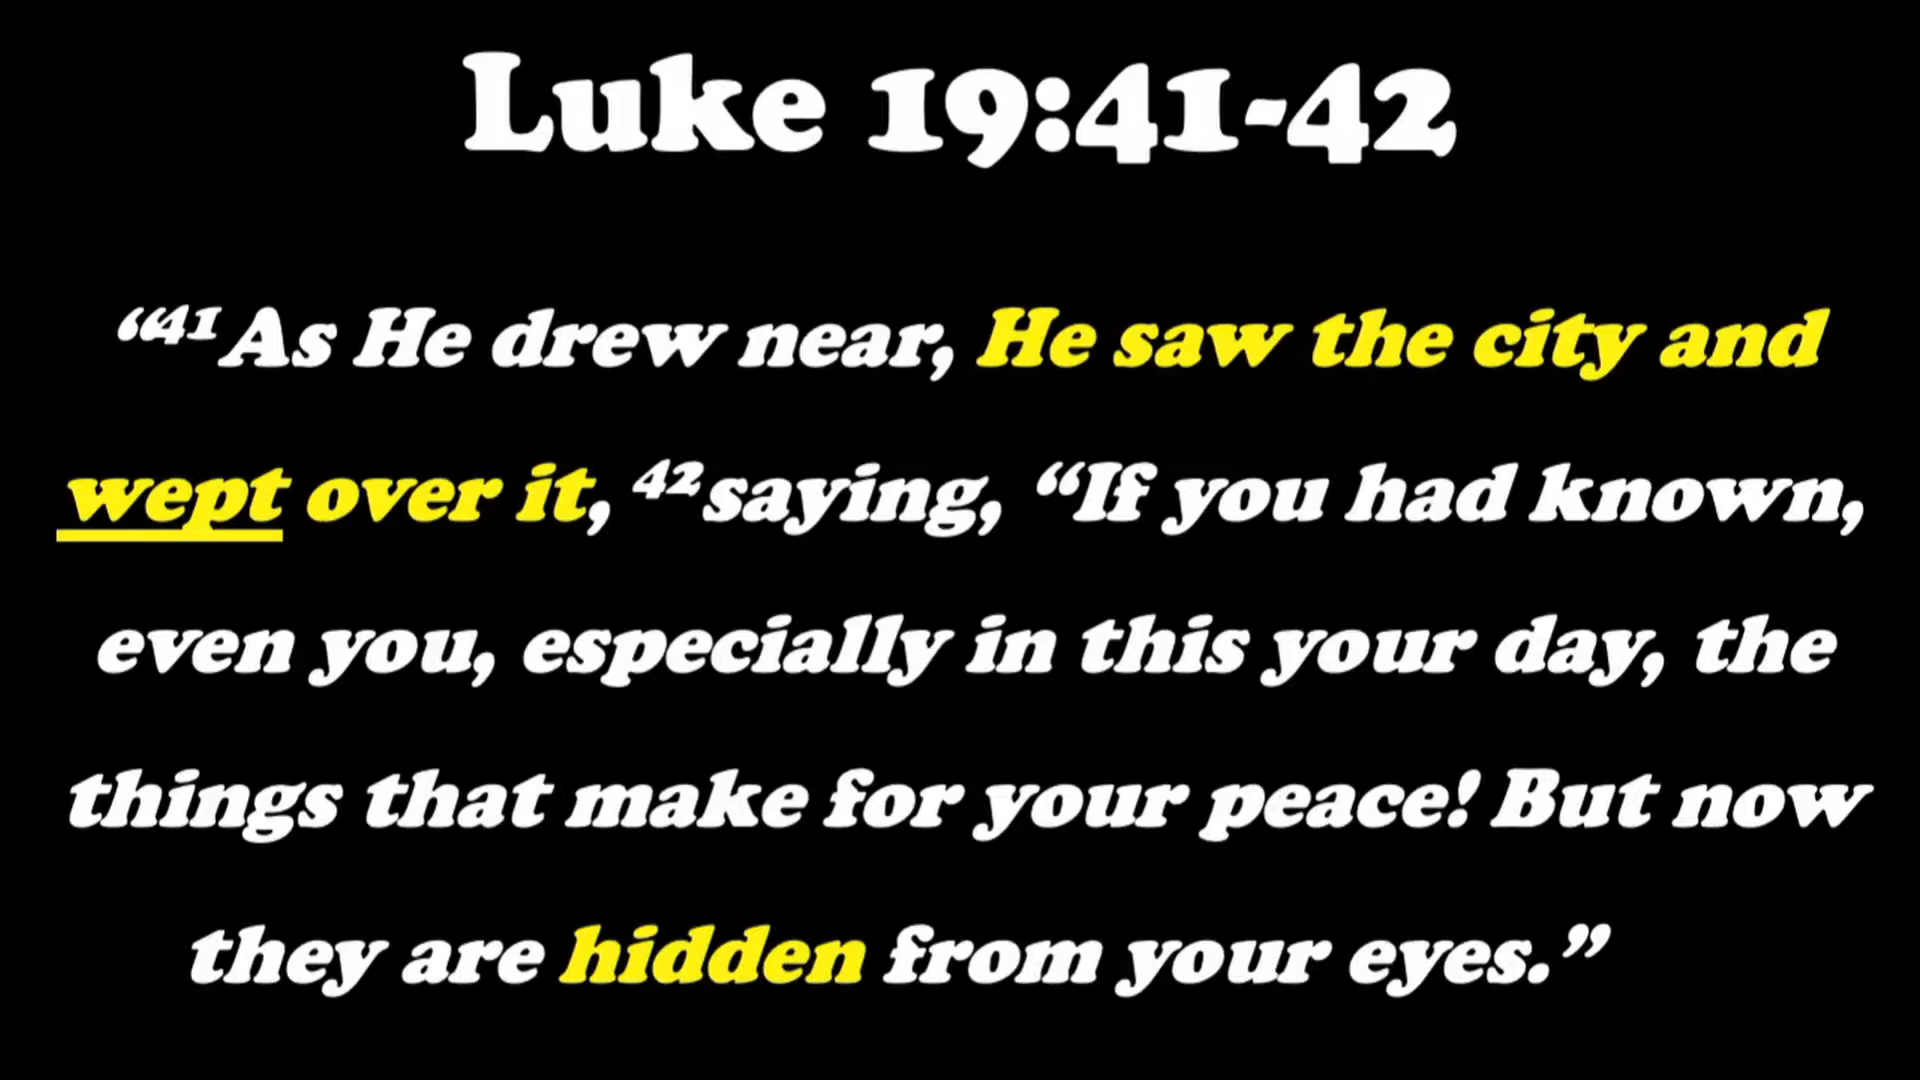 Luke 19:41-42
“41 As He drew near, He saw the city and
wept over it, 42 saying, “If you had known,
even you, especially in this your day, the
things that make for your peace! But now
they are hidden from your eyes.”